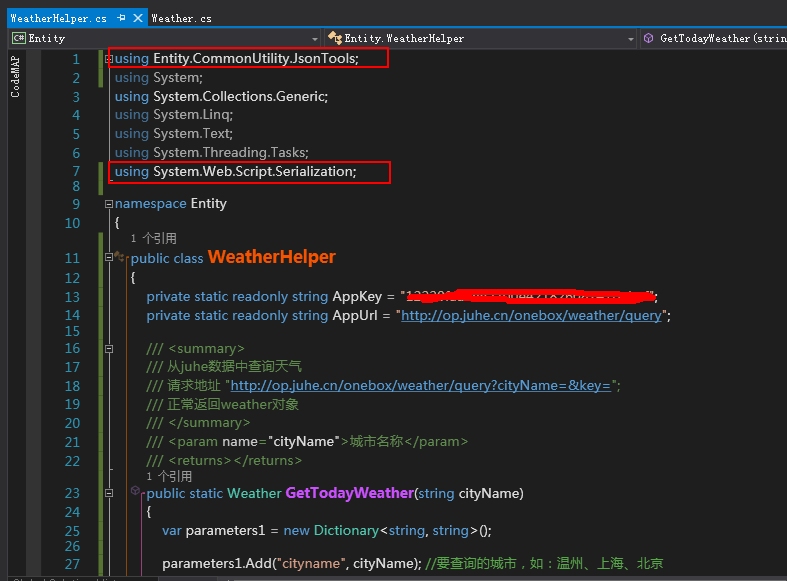 WeatherHelper.cs Weather.cs
C# Entity Entity.WeatherHelper GetTodayWeather(strin
CodeMAP
1 using Entity.CommonUtility.JsonTools;
2 using System;
3 using System.Collections.Generic;
4 using System.Linq;
5 using System.Text;
6 using System.Threading.Tasks;
7 using System.Web.Script.Serialization;
8
9 namespace Entity
10 {
1 个引用
11 public class WeatherHelper
12 {
13 private static readonly string AppKey = "";
14 private static readonly string AppUrl = "http://op.juhe.cn/onebox/weather/query";
15
16 /// <summary>
17 /// 从juhe数据中查询天气
18 /// 请求地址 "http://op.juhe.cn/onebox/weather/query?cityName=&key=";
19 /// 正常返回weather对象
20 /// </summary>
21 /// <param name="cityName">城市名称</param>
22 /// <returns></returns>
1 个引用
23 public static Weather GetTodayWeather(string cityName)
24 {
25 var parameters1 = new Dictionary<string, string>();
26
27 parameters1.Add("cityname", cityName); //要查询的城市，如：温州、上海、北京